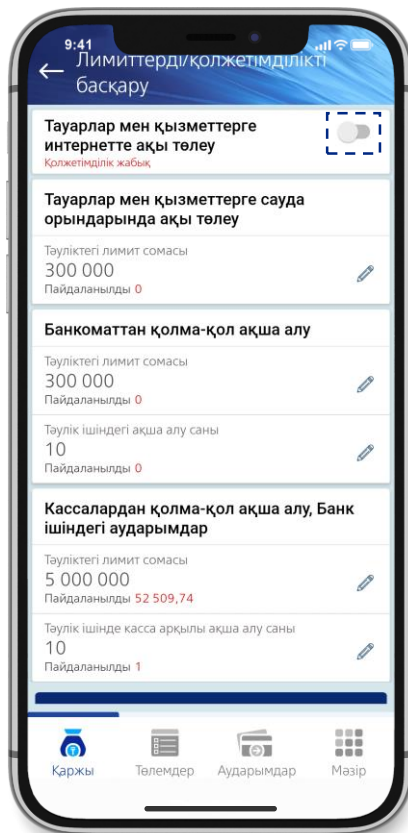 9:41
Лимиттерді/қолжетімділікті
басқару
Тауарлар мен қызметтерге
интернетте ақы төлеу
Қолжетімділік жабық
Тауарлар мен қызметтерге сауда
орындарында ақы төлеу
Тәуліктегі лимит сомасы
300 000
Пайдаланылды 0
Банкоматтан қолма-қол ақша алу
Тәуліктегі лимит сомасы
300 000
Пайдаланылды 0
Тәулік ішіндегі ақша алу саны
10
Пайдаланылды 0
Кассалардан қолма-қол ақша алу, Банк
ішіндегі аударымдар
Тәуліктегі лимит сомасы
5 000 000
Пайдаланылды 52 509,74
Тәулік ішінде касса арқылы ақша алу саны
10
Пайдаланылды 1
Қаржы Төлемдер Аударымдар Мәзір